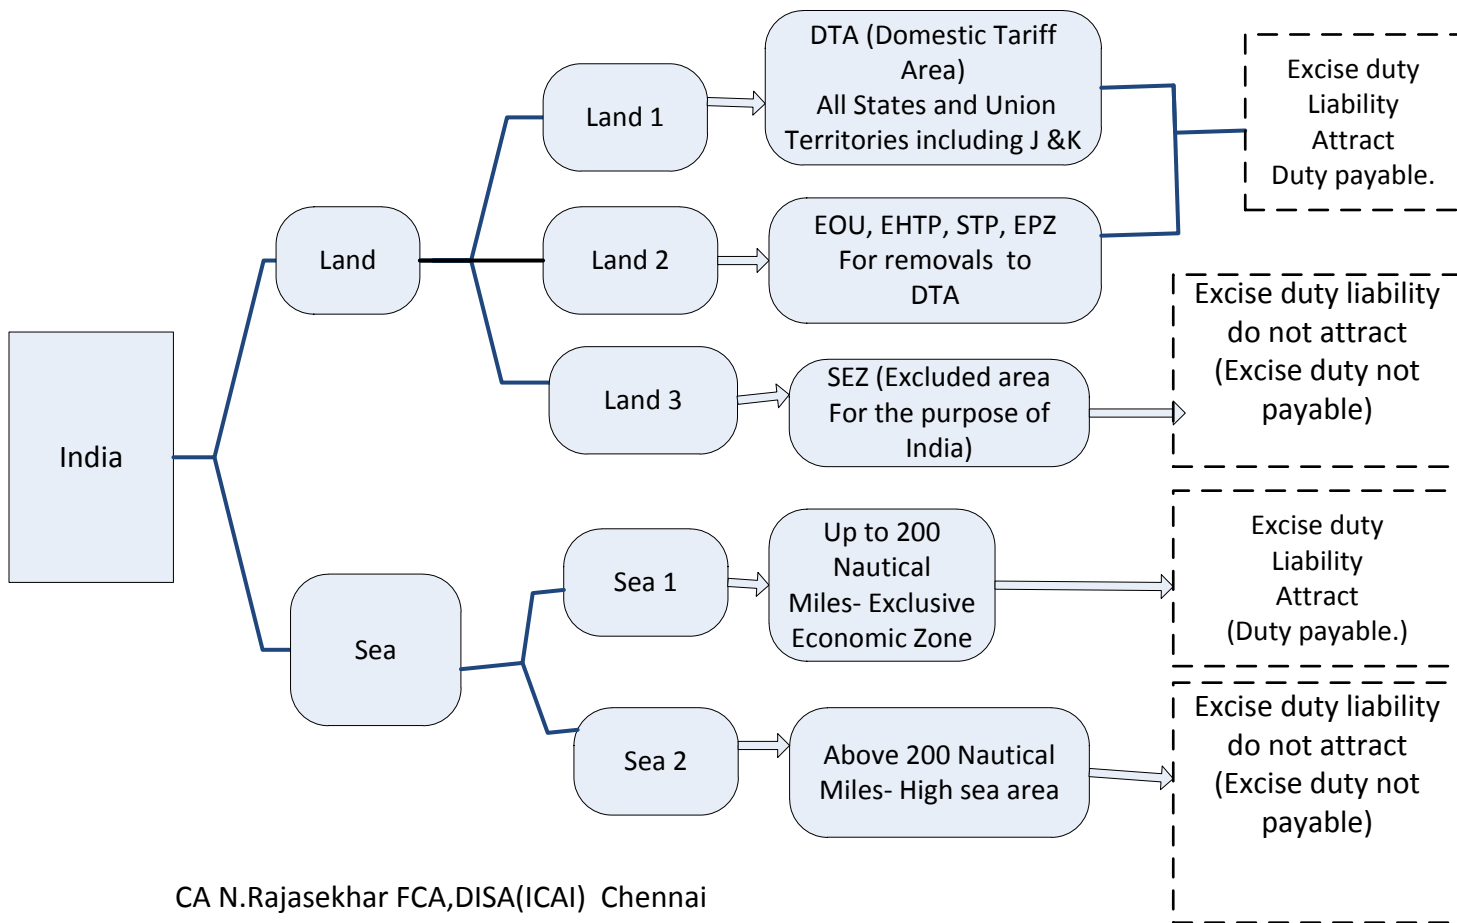 India
Land
Sea
Land 1
DTA (Domestic Tariff
Area)
All States and Union
Territories including J &K
Land 2
EOU, EHTP, STP, EPZ
For removals to
DTA
Excise duty
Liability
Attract
Duty payable.
Land 3
SEZ (Excluded area
For the purpose of
India)
Excise duty liability
do not attract
(Excise duty not
payable)
Sea 1
Up to 200
Nautical
Miles- Exclusive
Economic Zone
Excise duty
Liability
Attract
(Duty payable.)
Sea 2
Above 200 Nautical
Miles- High sea area
Excise duty liability
do not attract
(Excise duty not
payable)
CA N.Rajasekhar FCA,DISA(ICAI) Chennai